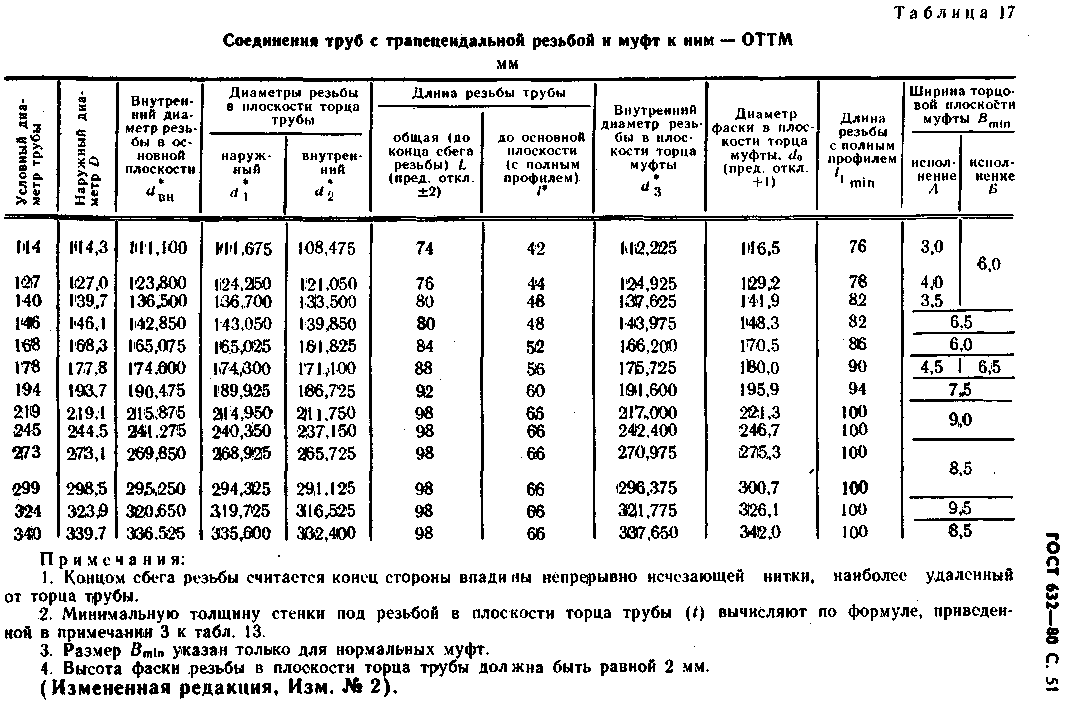 Таблица 17
Соединения труб с трапецеидальной резьбой и муфт к ним — ОТТМ
мм
Условный диаметр трубы | Наружный диаметр D | Внутренний диаметр резьбы в основной плоскости d*вн | Диаметры резьбы в плоскости торца трубы | Длина резьбы трубы | Внутренний диаметр резьбы в плоскости торца муфты d*3 | Диаметр фаски в плоскости торца муфты, d0 (пред. откл. +1) | Длина резьбы с полным профилем l1 min | Ширина торцовой плоскости муфты Bmin
наружный d*1 | внутренний d*2 | общая (до конца сбега резьбы) L (пред. откл. ±2) | до основной плоскости (с полным профилем) l* | исполнение А | исполнение Б
114 114,3 111,100 111,675 108,475 74 42 112,225 116,5 76 3,0 6,0
127 127,0 123,800 124,250 121,050 76 44 124,925 129,2 78 4,0
140 139,7 136,500 136,700 133,500 80 48 137,625 141,9 82 3,5
146 146,1 142,850 143,050 139,850 80 48 143,975 148,3 82 6,5
168 168,3 165,075 165,025 161,825 84 52 166,200 170,5 86 6,0
178 177,8 174,600 174,300 171,100 88 56 175,725 180,0 90 4,5 6,5
194 193,7 190,475 189,925 186,725 92 60 191,600 195,9 94 7,5
219 219,1 215,875 214,950 211,750 98 66 217,000 221,3 100 9,0
245 244,5 241,275 240,350 237,150 98 66 242,400 246,7 100
273 273,1 269,850 268,925 265,725 98 66 270,975 275,3 100 8,5
299 298,5 295,250 294,325 291,125 98 66 296,375 300,7 100
324 323,9 320,650 319,725 316,525 98 66 321,775 326,1 100 9,5
340 339,7 336,525 335,600 332,400 98 66 337,650 342,0 100 8,5
Примечания:
1. Концом сбега резьбы считается конец стороны впадины непрерывно исчезающей нитки, наиболее удаленный
от торца трубы.
2. Минимальную толщину стенки под резьбой в плоскости торца трубы (t) вычисляют по формуле, приведен-
ной в примечании 3 к табл. 13.
3. Размер Bmin указан только для нормальных муфт.
4. Высота фаски резьбы в плоскости торца трубы должна быть равной 2 мм.
(Измененная редакция, Изм. № 2).
ГОСТ 632—80 С. 51